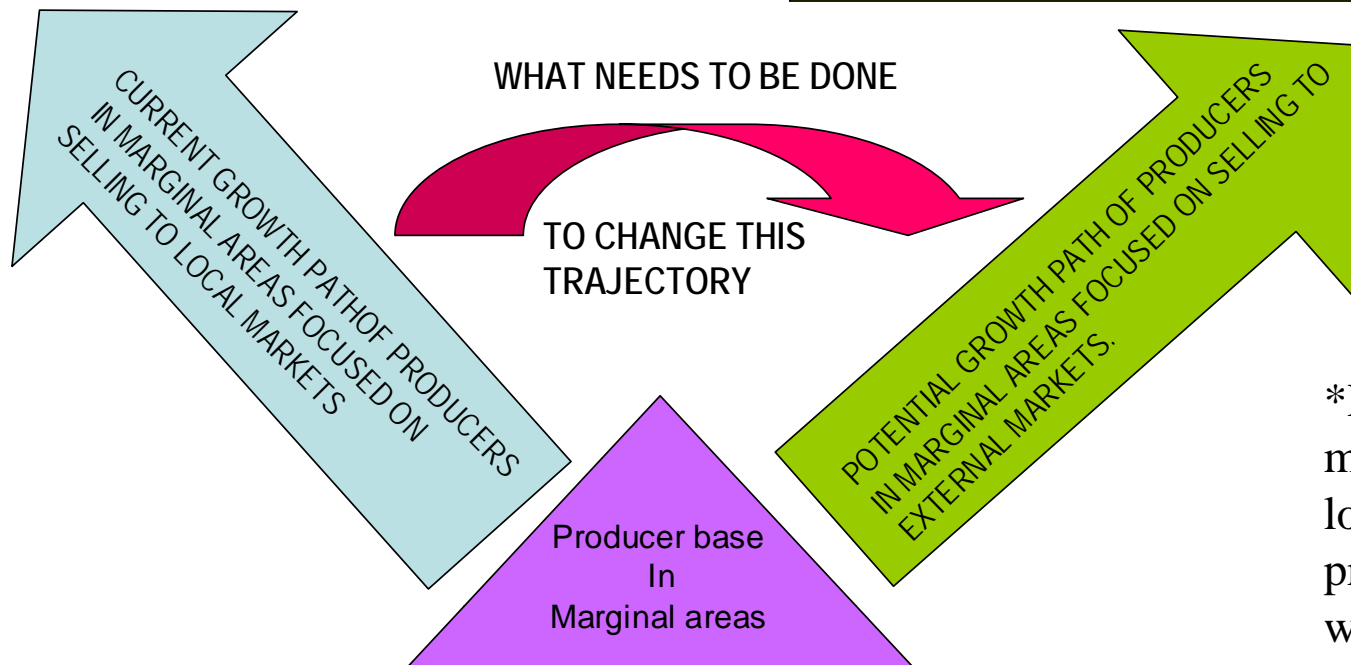 WHAT NEEDS TO BE DONE
TO CHANGE THIS
TRAJECTORY
CURRENT GROWTH PATHOF PRODUCERS
IN MARGINAL AREAS FOCUSED ON
SELLING TO LOCAL MARKETS
POTENTIAL GROWTH PATH OF PRODUCERS
IN MARGINAL AREAS FOCUSED ON SELLING TO
EXTERNAL MARKETS.
Producer base
In
Marginal areas